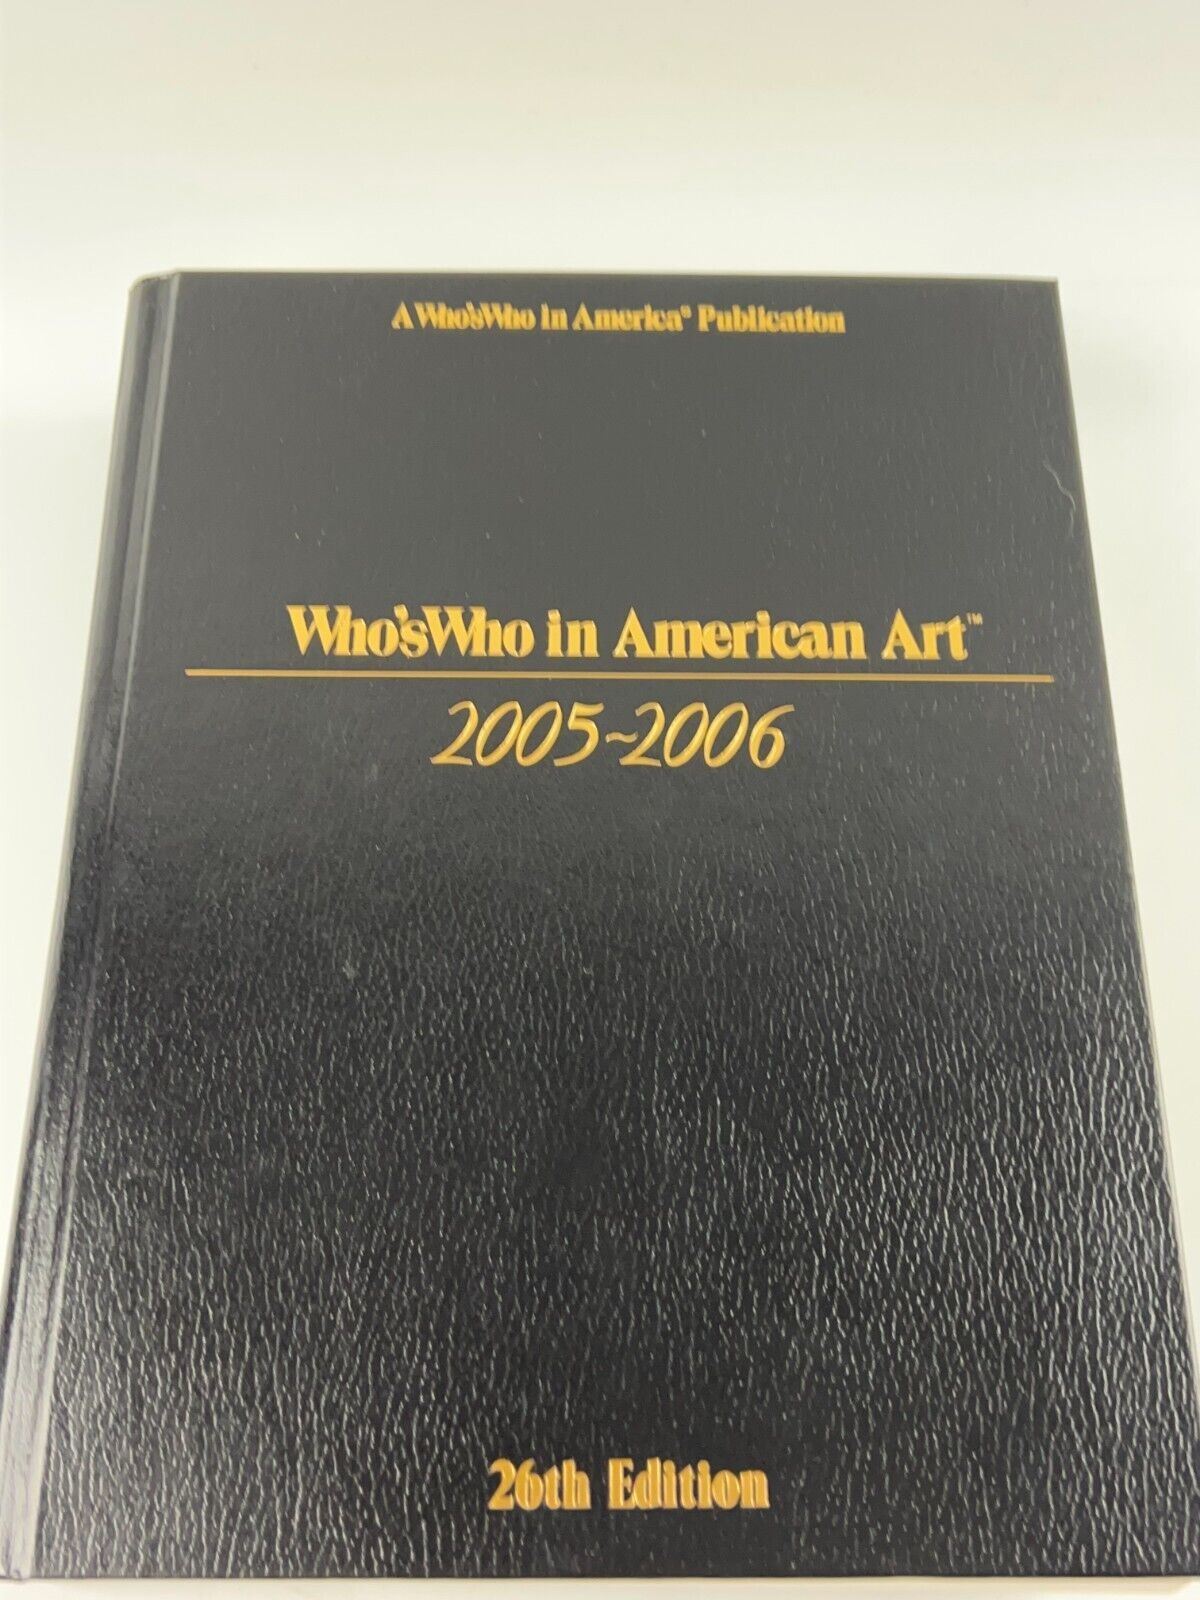 A Who'sWho in America® Publication
Who'sWho in American Art™
2005~2006
26th Edition